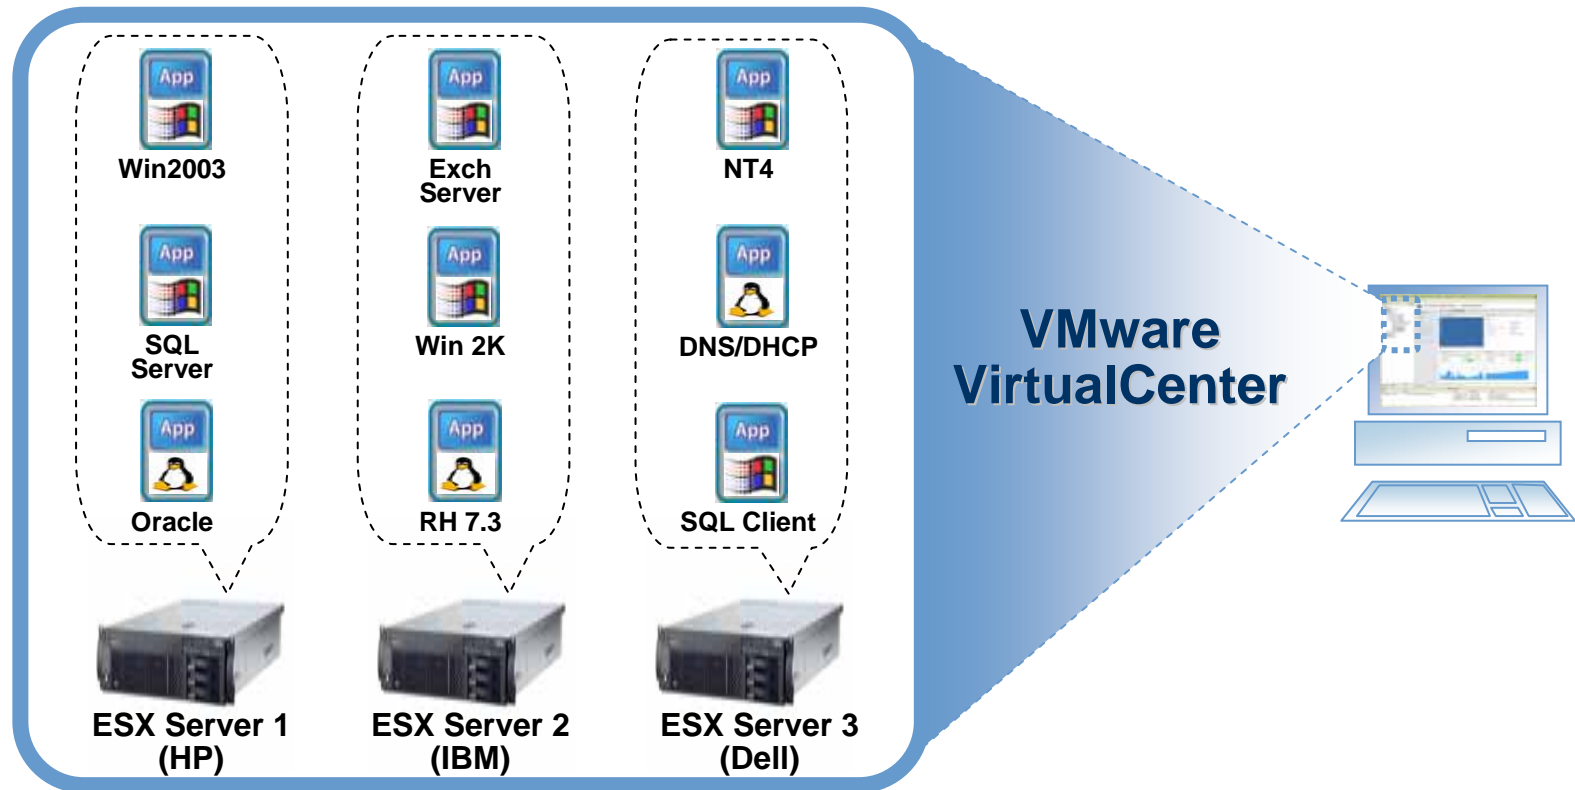 App
App
App
Win2003
Exch
Server
NT4
App
App
App
SQL
Server
Win 2K
DNS/DHCP
App
App
App
Oracle
RH 7.3
SQL Client
ESX Server 1
(HP)
ESX Server 2
(IBM)
ESX Server 3
(Dell)
VMware
VirtualCenter